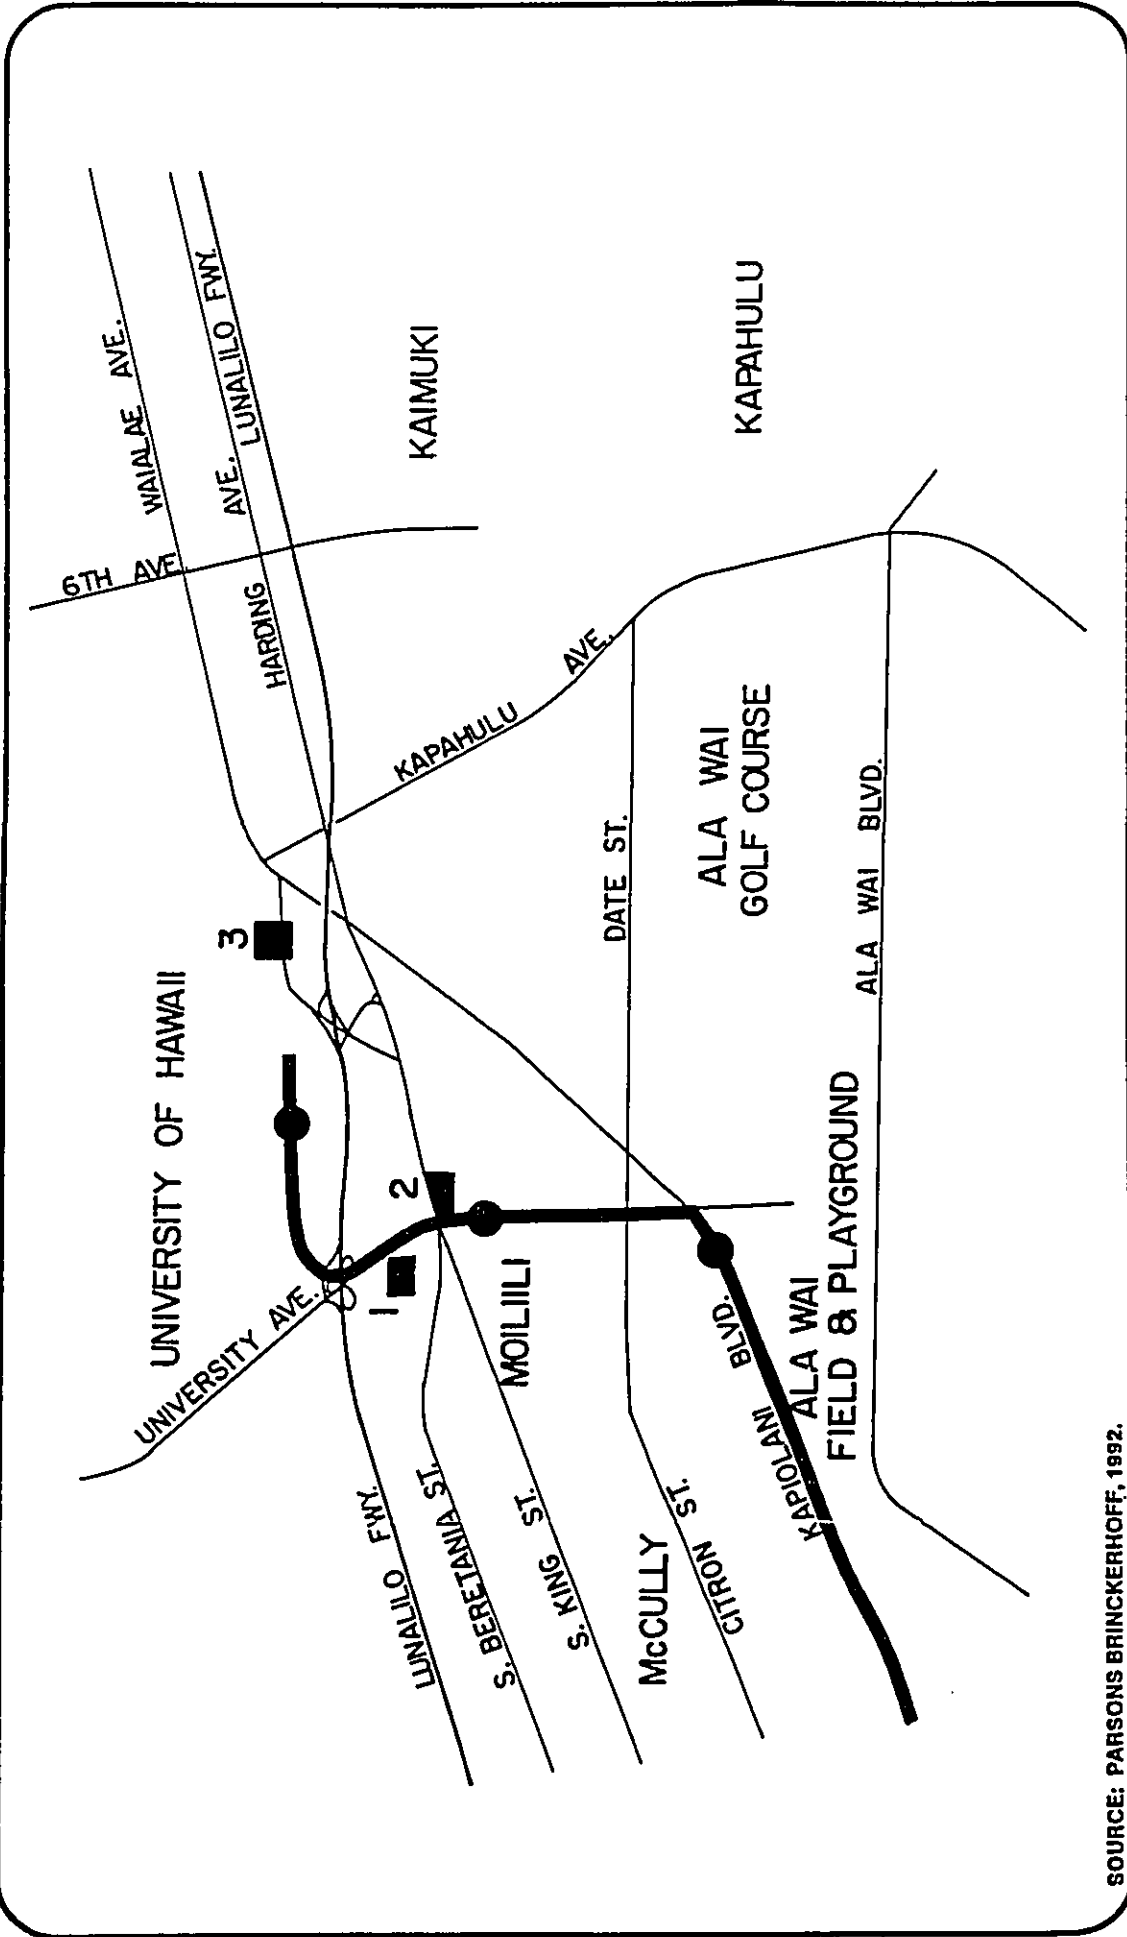 WAIALAE AVE.
LUNALILO FWY.
HARDING AVE.
6TH AVE.
KAIMUKI
KAPAHULU
KAPAHULU AVE.
3
UNIVERSITY OF HAWAII
UNIVERSITY AVE.
2
1
MOILIILI
DATE ST.
ALA WAI
GOLF COURSE
ALA WAI BLVD.
ALA WAI
FIELD & PLAYGROUND
KAPIOLANI BLVD.
LUNALILO FWY.
S. BERETANIA ST.
S. KING ST.
McCULLY
CITRON ST.
SOURCE: PARSONS BRINCKERHOFF, 1992.